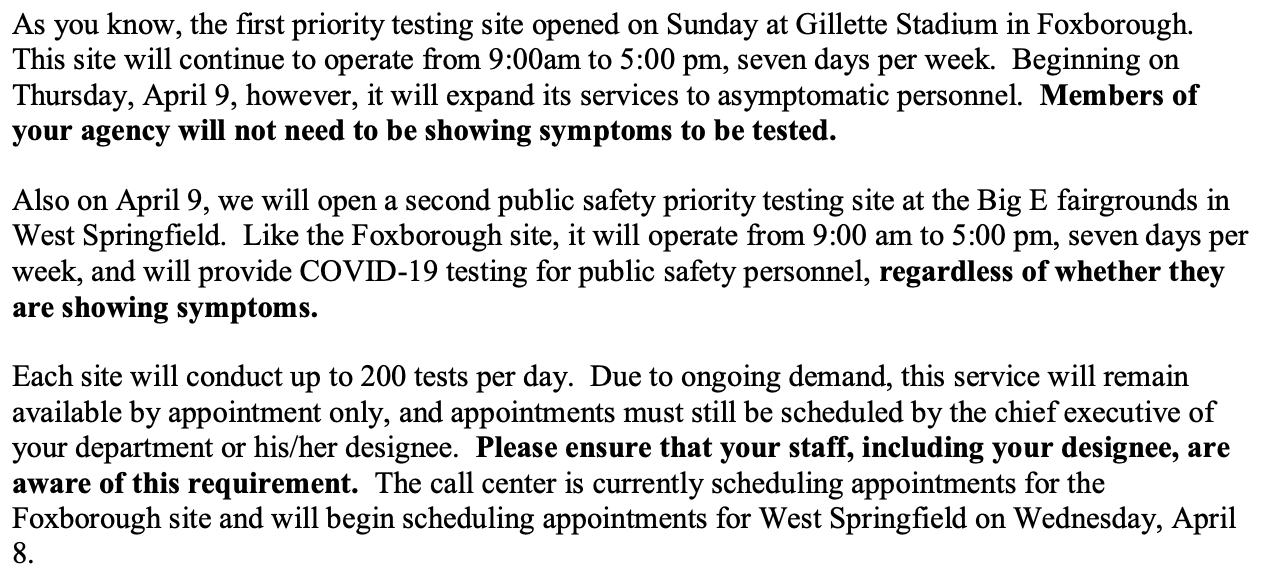 As you know, the first priority testing site opened on Sunday at Gillette Stadium in Foxborough.
This site will continue to operate from 9:00am to 5:00 pm, seven days per week.  Beginning on
Thursday, April 9, however, it will expand its services to asymptomatic personnel.  Members of
your agency will not need to be showing symptoms to be tested.

Also on April 9, we will open a second public safety priority testing site at the Big E fairgrounds in
West Springfield.  Like the Foxborough site, it will operate from 9:00 am to 5:00 pm, seven days per
week, and will provide COVID-19 testing for public safety personnel, regardless of whether they
are showing symptoms.

Each site will conduct up to 200 tests per day.  Due to ongoing demand, this service will remain
available by appointment only, and appointments must still be scheduled by the chief executive of
your department or his/her designee.  Please ensure that your staff, including your designee, are
aware of this requirement.  The call center is currently scheduling appointments for the
Foxborough site and will begin scheduling appointments for West Springfield on Wednesday, April
8.